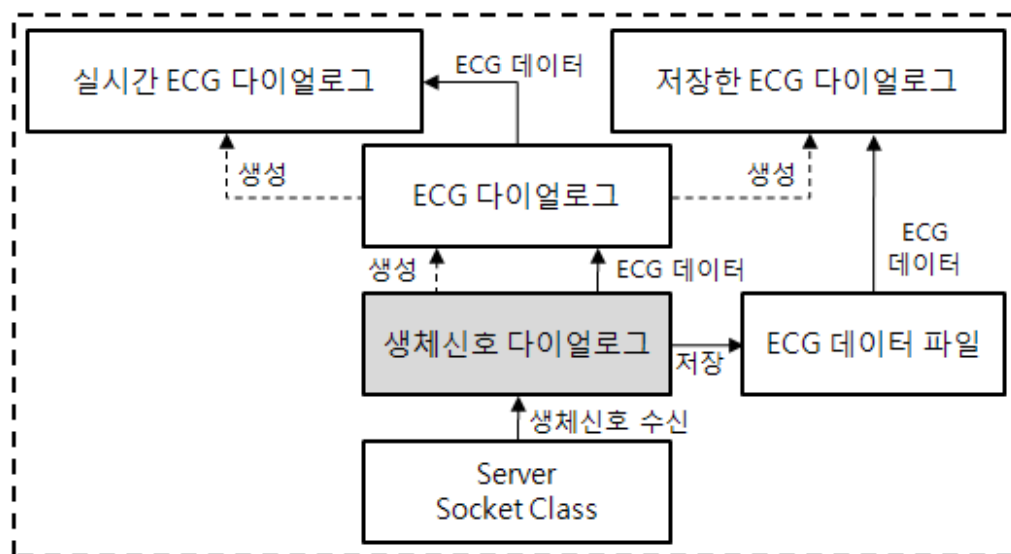 실시간 ECG 다이얼로그
ECG 데이터
저장한 ECG 다이얼로그
생성
ECG 다이얼로그
생성
생성
ECG 데이터
ECG
데이터
생체신호 다이얼로그
저장
ECG 데이터 파일
생체신호 수신
Server
Socket Class